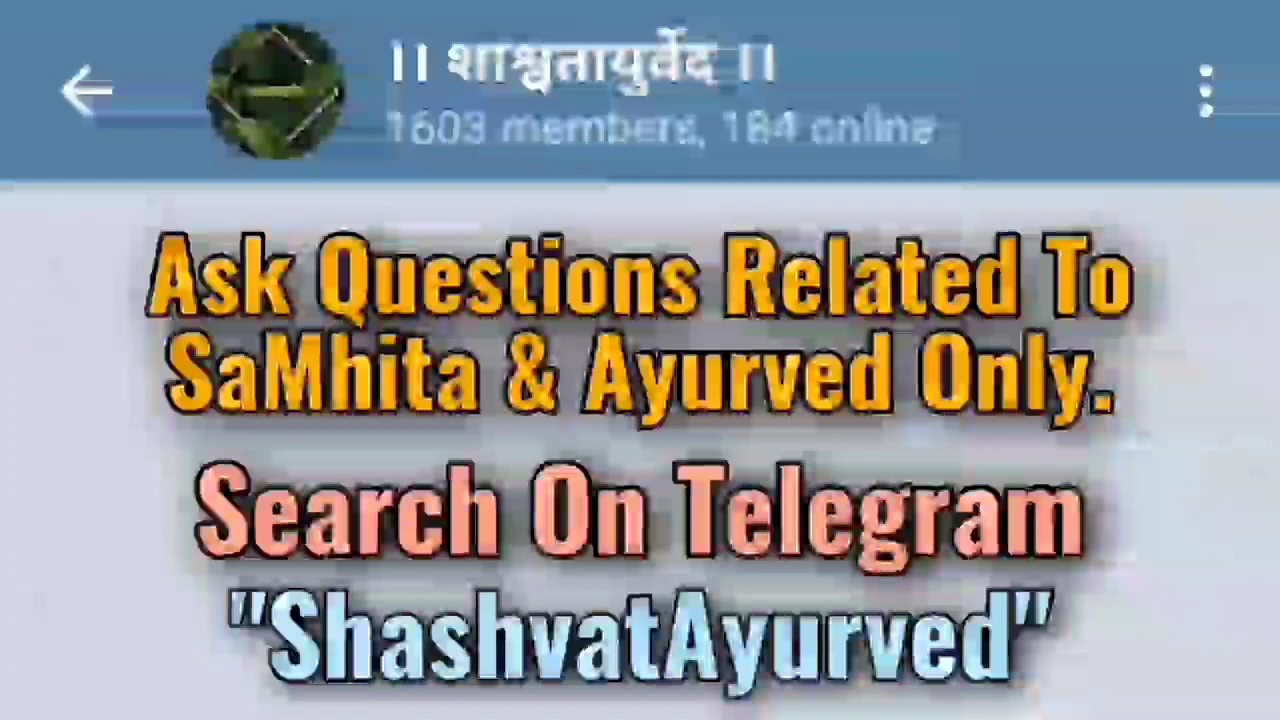 ।। शाश्वतायुर्वेद ।।
1603 members, 184 online
Ask Questions Related To
SaMhita & Ayurved Only.
Search On Telegram
"ShashvatAyurved"